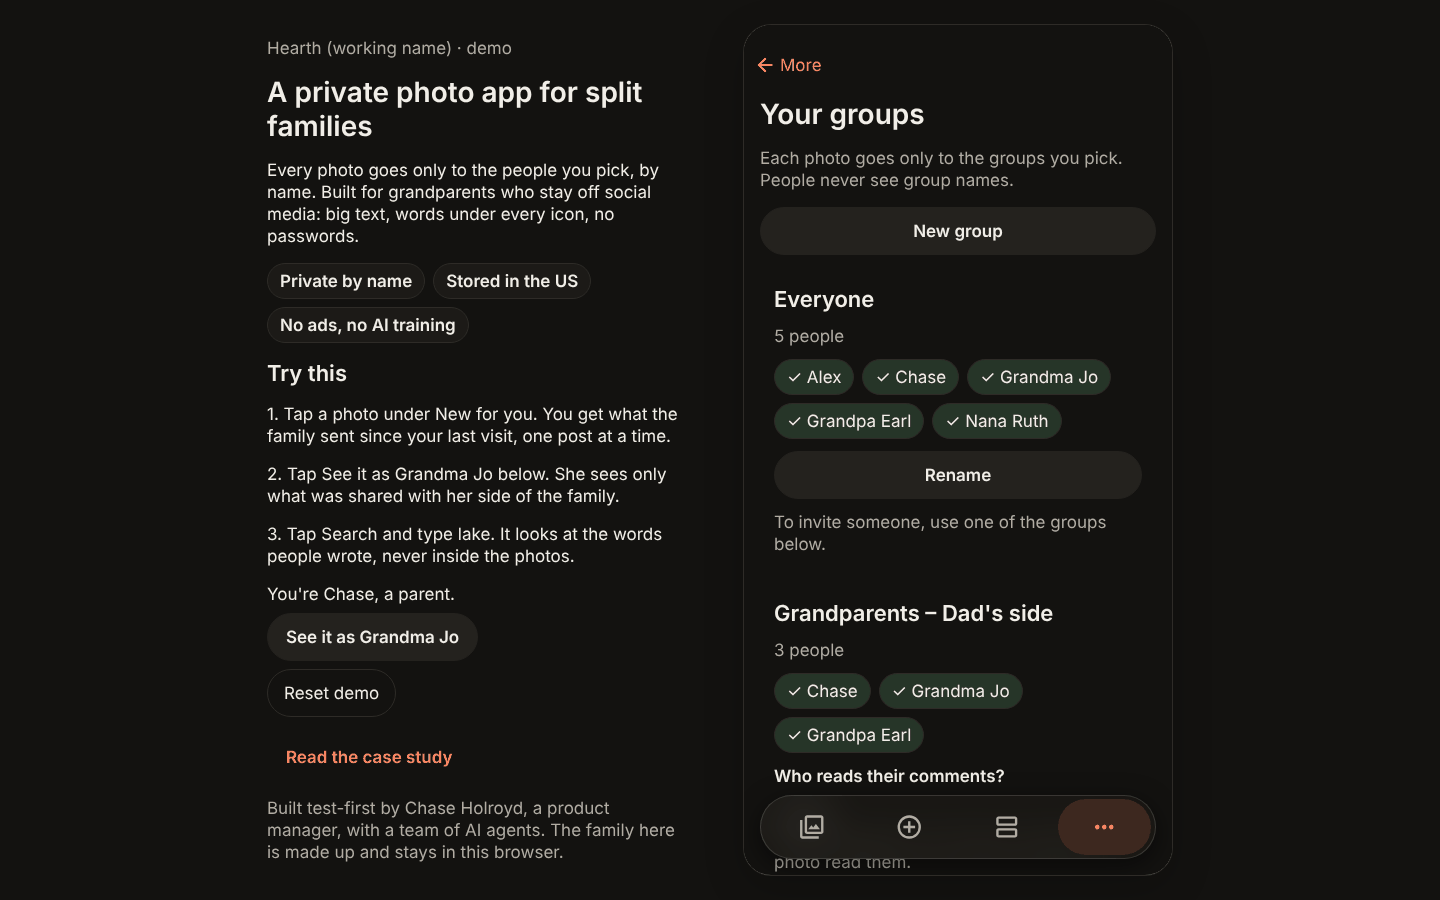 Hearth (working name) · demo
A private photo app for split
families
Every photo goes only to the people you pick, by
name. Built for grandparents who stay off social
media: big text, words under every icon, no
passwords.
Private by name
Stored in the US
No ads, no AI training
Try this
1. Tap a photo under New for you. You get what the
family sent since your last visit, one post at a time.
2. Tap See it as Grandma Jo below. She sees only
what was shared with her side of the family.
3. Tap Search and type lake. It looks at the words
people wrote, never inside the photos.
You're Chase, a parent.
See it as Grandma Jo
Reset demo
Read the case study
Built test-first by Chase Holroyd, a product
manager, with a team of AI agents. The family here
is made up and stays in this browser.
← More
Your groups
Each photo goes only to the groups you pick.
People never see group names.
New group
Everyone
5 people
✓ Alex
✓ Chase
✓ Grandma Jo
✓ Grandpa Earl
✓ Nana Ruth
Rename
To invite someone, use one of the groups
below.
Grandparents – Dad's side
3 people
✓ Chase
✓ Grandma Jo
✓ Grandpa Earl
Who reads their comments?
photo read them.